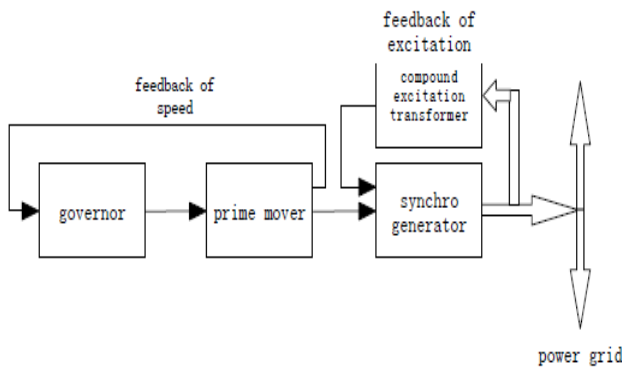 feedback of
excitation
feedback of
speed
compound
excitation
transformer
governor
prime mover
synchro
generator
power grid